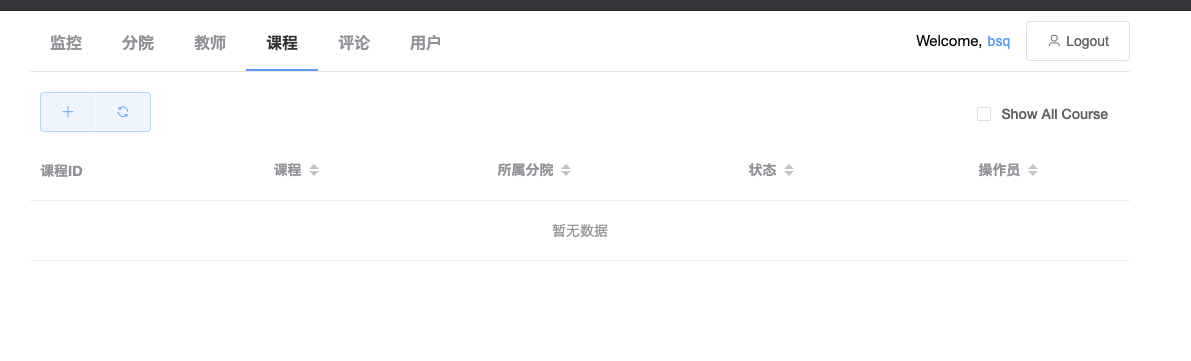 监控 分院 教师 课程 评论 用户 Welcome, bsq Logout
Show All Course
课程ID 课程 所属分院 状态 操作员
暂无数据